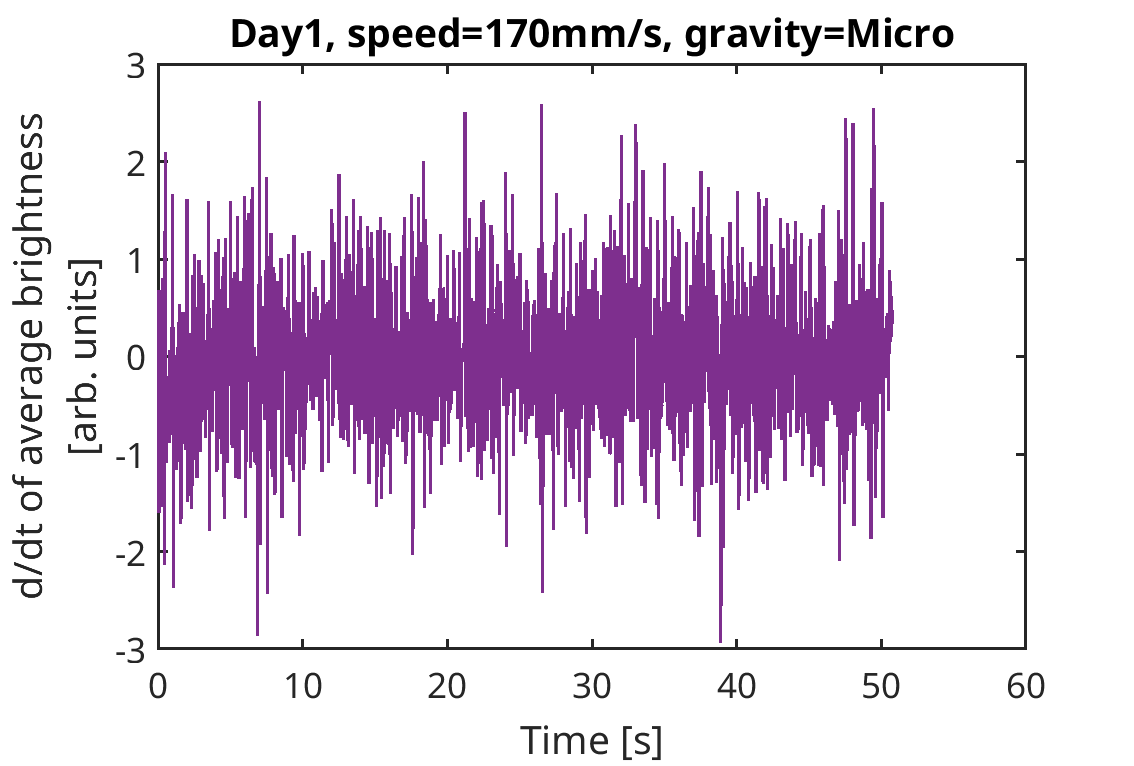 Day1, speed=170mm/s, gravity=Micro
d/dt of average brightness
[arb. units]
3
2
1
0
-1
-2
-3
0 10 20 30 40 50 60
Time [s]